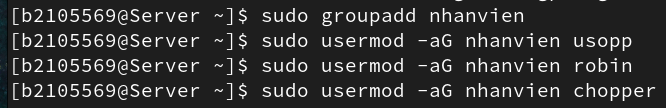 [b2105569@Server ~]$ sudo groupadd nhanvien
[b2105569@Server ~]$ sudo usermod -aG nhanvien usopp
[b2105569@Server ~]$ sudo usermod -aG nhanvien robin
[b2105569@Server ~]$ sudo usermod -aG nhanvien chopper